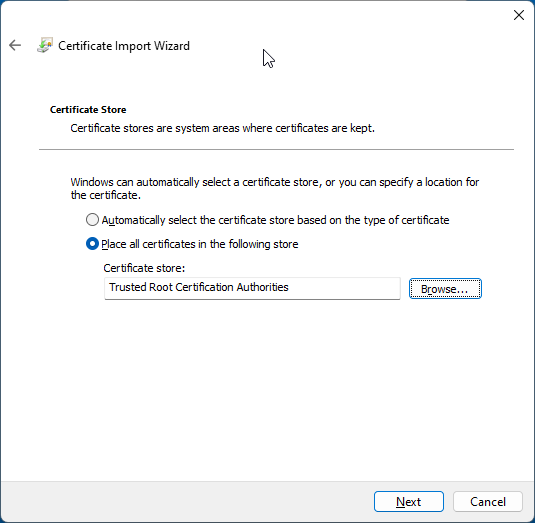 Certificate Import Wizard
Certificate Store
Certificate stores are system areas where certificates are kept.
Windows can automatically select a certificate store, or you can specify a location for
the certificate.
Automatically select the certificate store based on the type of certificate
Place all certificates in the following store
Certificate store:
Trusted Root Certification Authorities
Browse...
Next
Cancel